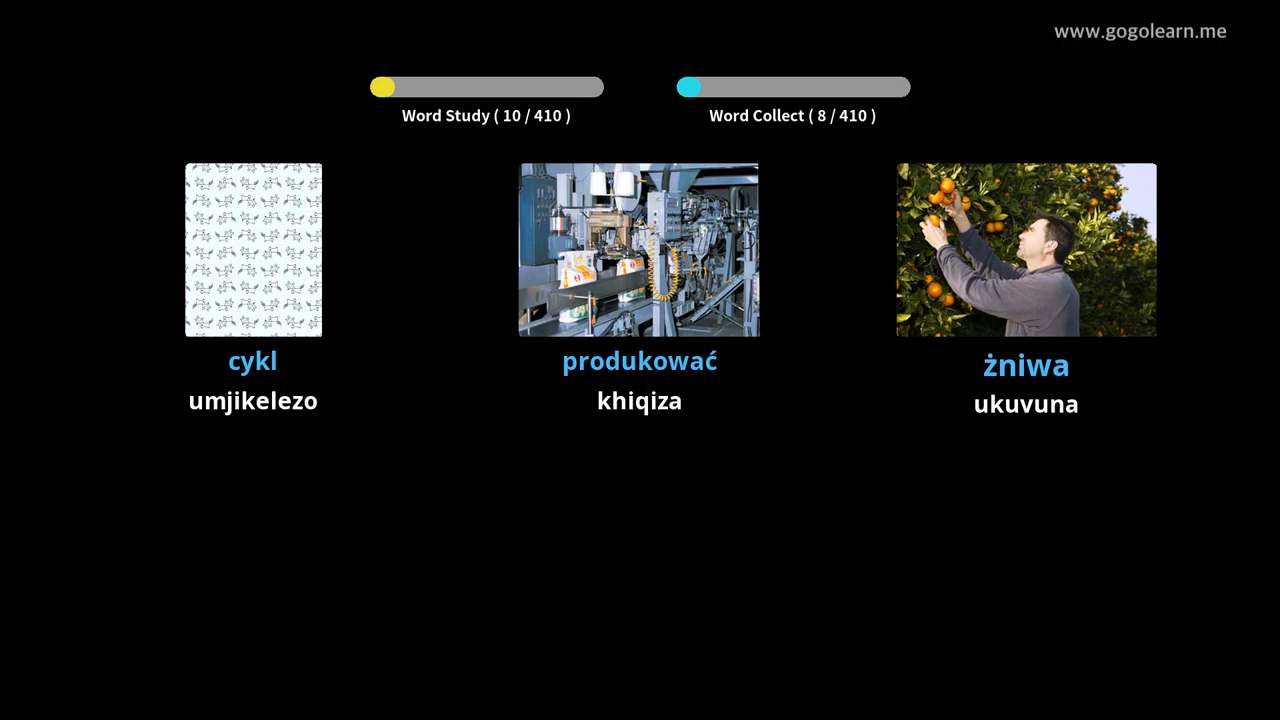 www.gogolearn.me
Word Study ( 10 / 410 )
Word Collect ( 8 / 410 )
cykl
umjikelezo
produkować
khiqiza
żniwa
ukuvuna